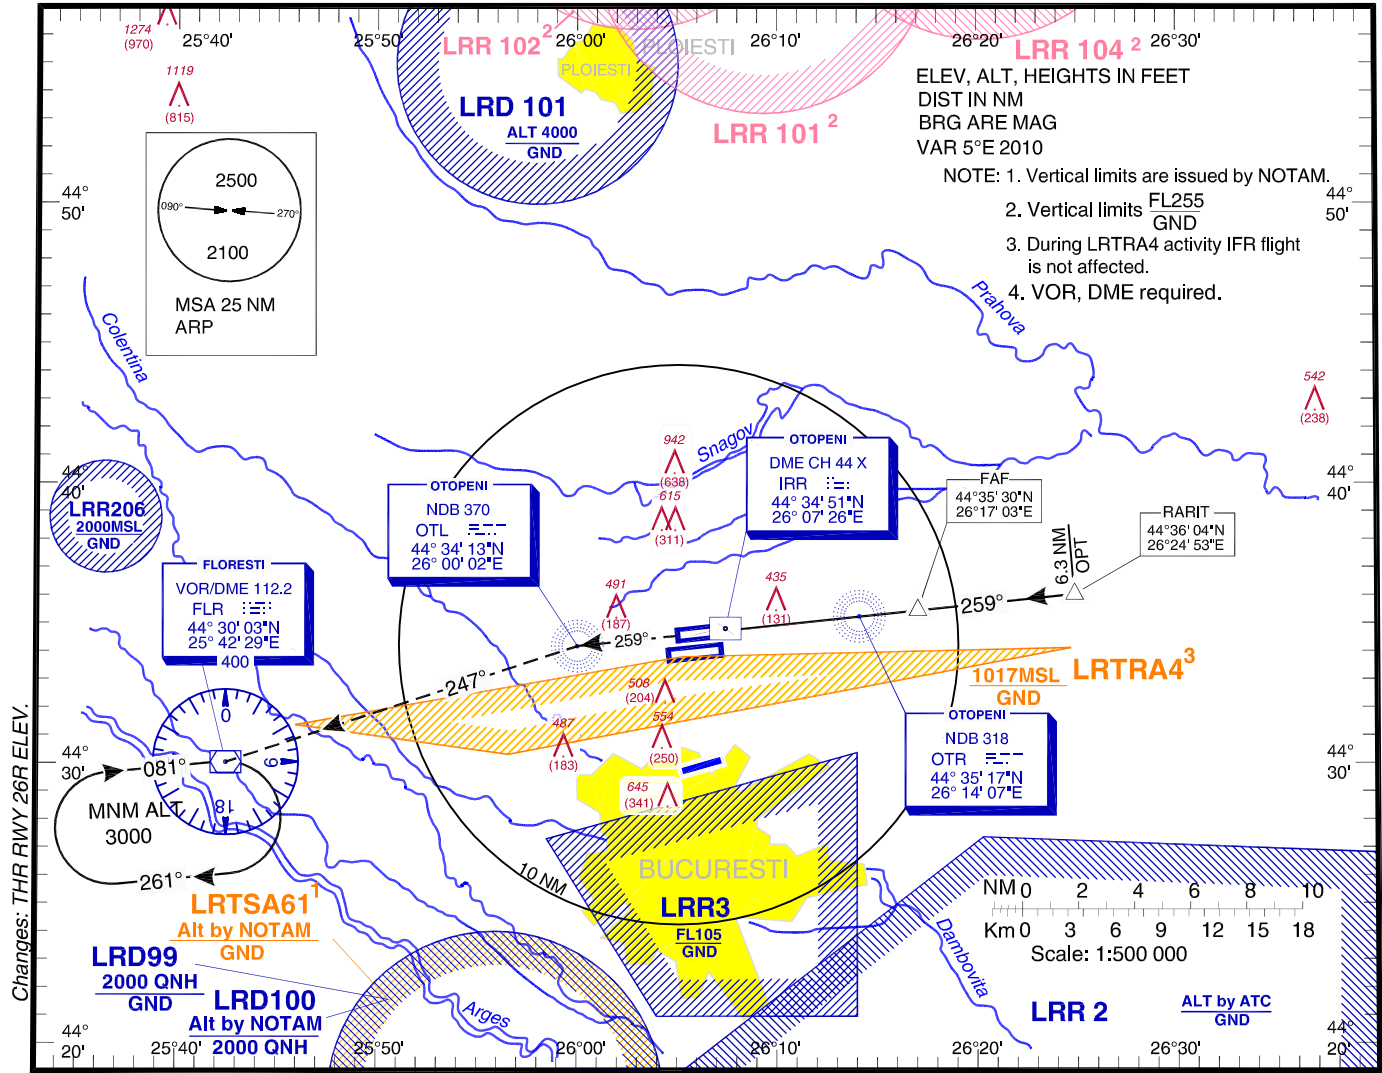 1274
(970)
25°40'
25°50'
26°00'
26°10'
26°20'
26°30'
LRR 102 2
PLOIESTI
PLOIESTI
LRR 104 2
1119
(815)
LRD 101
ALT 4000
GND
LRR 101 2
ELEV, ALT, HEIGHTS IN FEET
DIST IN NM
BRG ARE MAG
VAR 5°E 2010
NOTE: 1. Vertical limits are issued by NOTAM.
2. Vertical limits FL255
GND
3. During LRTRA4 activity IFR flight
is not affected.
4. VOR, DME required.
44°
50'
44°
50'
2500
090°
270°
2100
MSA 25 NM
ARP
Colentina
Prahova
542
(238)
Snagov
942
(638)
615
(311)
OTOPENI
DME CH 44 X
IRR
44° 34' 51"N
26° 07' 26"E
FAF
44°35' 30"N
26°17' 03"E
RARIT
44°36' 04"N
26°24' 53"E
6.3 NM
OPT
44°
40'
44°
40'
LRR206
2000MSL
GND
OTOPENI
NDB 370
OTL
44° 34' 13"N
26° 00' 02"E
FLORESTI
VOR/DME 112.2
FLR
44° 30' 03"N
25° 42' 29"E
400
491
(187)
435
(131)
259°
259°
247°
LRTRA4 3
1017MSL
GND
508
(204)
487
(183)
554
(250)
645
(341)
OTOPENI
NDB 318
OTR
44° 35' 17"N
26° 14' 07"E
44°
30'
44°
30'
0
9
18
081°
MNM ALT
3000
261°
10 NM
BUCURESTI
LRR3
FL105
GND
LRTSA61 1
Alt by NOTAM
GND
LRD99
2000 QNH
GND
LRD100
Alt by NOTAM
2000 QNH
Arges
Dambovita
NM 0 2 4 6 8 10
Km 0 3 6 9 12 15 18
Scale: 1:500 000
LRR 2
ALT by ATC
GND
44°
20'
44°
20'
25°40'
25°50'
26°00'
26°10'
26°20'
26°30'
Changes: THR RWY 26R ELEV.